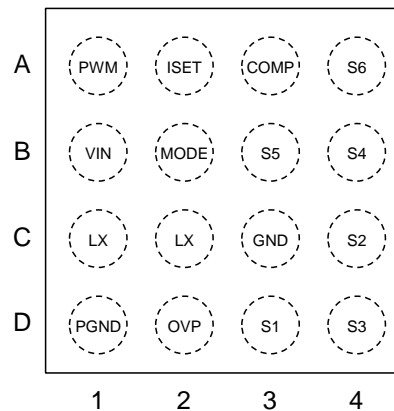 A PWM ISET COMP S6
B VIN MODE S5 S4
C LX LX GND S2
D PGND OVP S1 S3
1 2 3 4